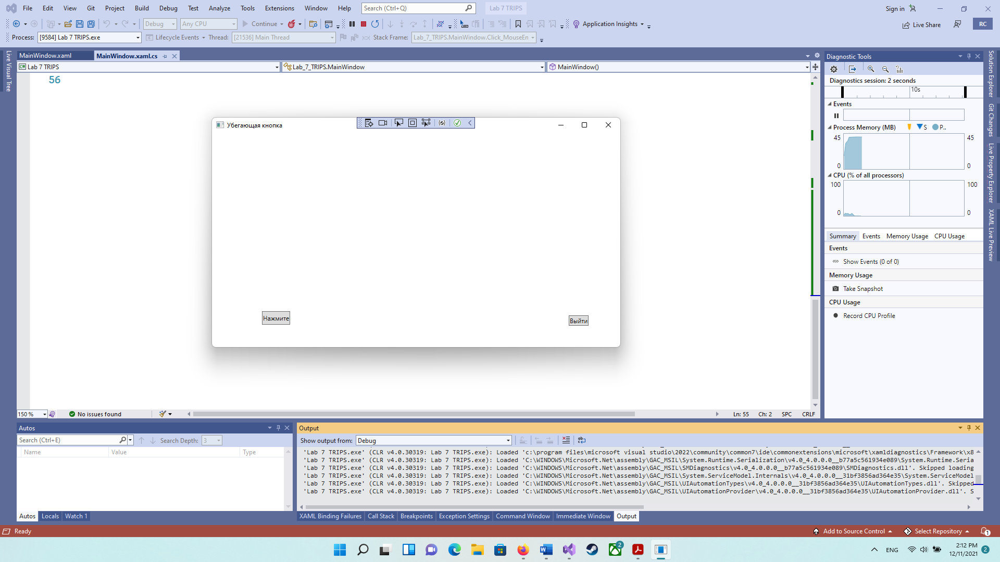 File Edit View Git Project Build Debug Test Analyze Tools Extensions Window Help Search (Ctrl+Q) Lab 7 TRIPS Sign in
Debug Any CPU Continue Application Insights Live Share RC
Process: [9584] Lab 7 TRIPS.exe Lifecycle Events Thread: [21536] Main Thread Stack Frame: Lab_7_TRIPS.MainWindow.Click_MouseEn
Live Visual Tree
MainWindow.xaml MainWindow.xaml.cs
Lab 7 TRIPS Lab_7_TRIPS.MainWindow MainWindow()
56
Убегающая кнопка
Нажмите
Выйти
150 % No issues found Ln: 55 Ch: 2 SPC CRLF
Diagnostic Tools
Diagnostics session: 2 seconds
10s
Events
Process Memory (MB) S P..
45 45
0 0
CPU (% of all processors)
100 100
0 0
Summary Events Memory Usage CPU Usage
Events
Show Events (0 of 0)
Memory Usage
Take Snapshot
CPU Usage
Record CPU Profile
Solution Explorer
Git Changes
Live Property Explorer
XAML Live Preview
Autos
Search (Ctrl+E) Search Depth: 3
Name Value Type
Autos Locals Watch 1
Output
Show output from: Debug
'Lab 7 TRIPS.exe' (CLR v4.0.30319: Lab 7 TRIPS.exe): Loaded 'c:\program files\microsoft visual studio\2022\community\common7\ide\commonextensions\microsoft\xamldiagnostics\Framework\x8
'Lab 7 TRIPS.exe' (CLR v4.0.30319: Lab 7 TRIPS.exe): Loaded 'C:\WINDOWS\Microsoft.Net\assembly\GAC_MSIL\System.Runtime.Serialization\v4.0_4.0.0.0__b77a5c561934e089\System.Runtime.Seria
'Lab 7 TRIPS.exe' (CLR v4.0.30319: Lab 7 TRIPS.exe): Loaded 'C:\WINDOWS\Microsoft.Net\assembly\GAC_MSIL\SMDiagnostics\v4.0_4.0.0.0__b77a5c561934e089\SMDiagnostics.dll'. Skipped loading
'Lab 7 TRIPS.exe' (CLR v4.0.30319: Lab 7 TRIPS.exe): Loaded 'C:\WINDOWS\Microsoft.Net\assembly\GAC_MSIL\System.ServiceModel.Internals\v4.0_4.0.0.0__31bf3856ad364e35\System.ServiceModel
'Lab 7 TRIPS.exe' (CLR v4.0.30319: Lab 7 TRIPS.exe): Loaded 'C:\WINDOWS\Microsoft.Net\assembly\GAC_MSIL\UIAutomationTypes\v4.0_4.0.0.0__31bf3856ad364e35\UIAutomationTypes.dll'. Skipped
'Lab 7 TRIPS.exe' (CLR v4.0.30319: Lab 7 TRIPS.exe): Loaded 'C:\WINDOWS\Microsoft.Net\assembly\GAC_MSIL\UIAutomationProvider\v4.0_4.0.0.0__31bf3856ad364e35\UIAutomationProvider.dll'. S
XAML Binding Failures Call Stack Breakpoints Exception Settings Command Window Immediate Window Output
Ready Add to Source Control Select Repository 1
2 ENG 2:12 PM 2
12/11/2021